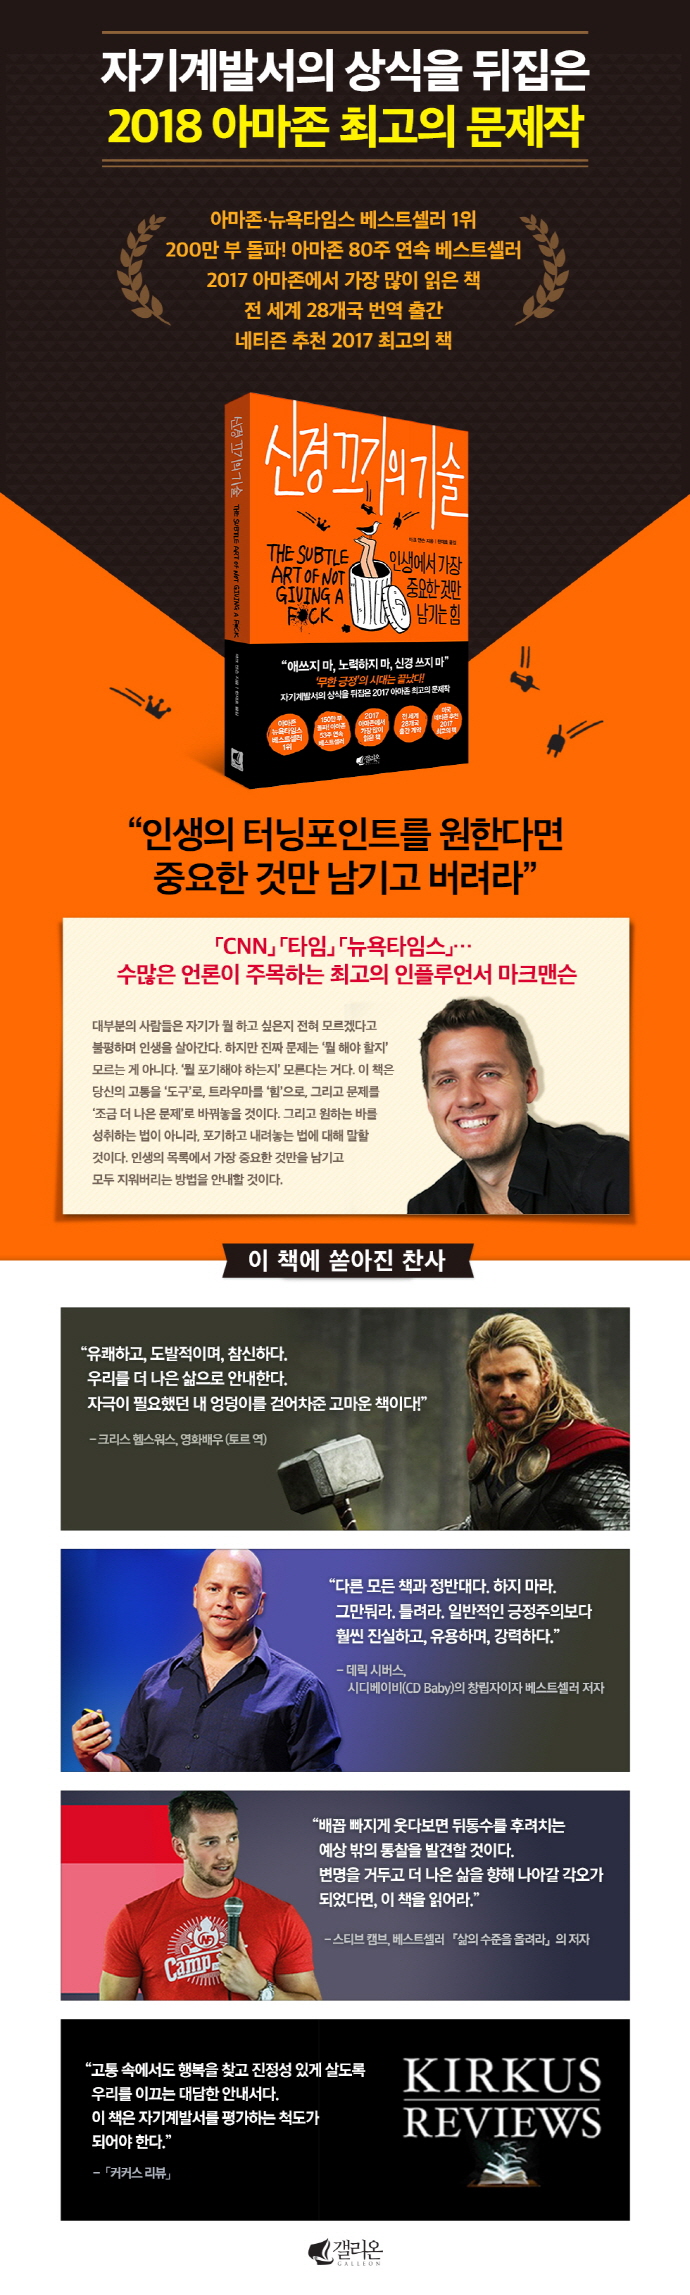 자기계발서의 상식을 뒤집은
2018 아마존 최고의 문제작
아마존·뉴욕타임스 베스트셀러 1위
200만 부 돌파! 아마존 80주 연속 베스트셀러
2017 아마존에서 가장 많이 읽은 책
전 세계 28개국 번역 출간
네티즌 추천 2017 최고의 책
신경 끄기의 기술
THE SUBTLE ART OF NOT GIVING A F*CK
신경 끄기의 기술
마크 맨슨 지음
THE SUBTLE
ART OF NOT
GIVING A
F*CK
인생에서 가장
중요한 것만
남기는 힘
“애쓰지 마, 노력하지 마, 신경 쓰지 마”
‘무한 긍정’의 시대는 끝났다!
자기계발서의 상식을 뒤집은 2017 아마존 최고의 문제작
아마존
뉴욕타임스
베스트셀러
1위
150만 부
돌파! 아마존
53주 연속
베스트셀러
2017
아마존에서
가장 많이
읽은 책
전 세계
28개국
출간 계약
미국
네티즌 추천
2017
최고의 책
갤리온
“인생의 터닝포인트를 원한다면
중요한 것만 남기고 버려라”
「CNN」「타임」「뉴욕타임스」…
수많은 언론이 주목하는 최고의 인플루언서 마크맨슨
대부분의 사람들은 자기가 뭘 하고 싶은지 전혀 모르겠다고
불평하며 인생을 살아간다. 하지만 진짜 문제는 ‘뭘 해야 할지’
모르는 게 아니다. ‘뭘 포기해야 하는지’ 모른다는 거다. 이 책은
당신의 고통을 ‘도구’로, 트라우마를 ‘힘’으로, 그리고 문제를
‘조금 더 나은 문제’로 바꿔놓을 것이다. 그리고 원하는 바를
성취하는 법이 아니라, 포기하고 내려놓는 법에 대해 말할
것이다. 인생의 목록에서 가장 중요한 것만을 남기고
모두 지워버리는 방법을 안내할 것이다.
이 책에 쏟아진 찬사
“유쾌하고, 도발적이며, 참신하다.
우리를 더 나은 삶으로 안내한다.
자극이 필요했던 내 엉덩이를 걷어차준 고마운 책이다!”
– 크리스 헴스워스, 영화배우 (토르 역)
“다른 모든 책과 정반대다. 하지 마라.
그만둬라. 틀려라. 일반적인 긍정주의보다
훨씬 진실하고, 유용하며, 강력하다.”
– 데릭 시버스,
시디베이비(CD Baby)의 창립자이자 베스트셀러 저자
“배꼽 빠지게 웃다보면 뒤통수를 후려치는
예상 밖의 통찰을 발견할 것이다.
변명을 거두고 더 나은 삶을 향해 나아갈 각오가
되었다면, 이 책을 읽어라.”
– 스티브 캠브, 베스트셀러 『삶의 수준을 올려라』의 저자
Camp
“고통 속에서도 행복을 찾고 진정성 있게 살도록
우리를 이끄는 대담한 안내서다.
이 책은 자기계발서를 평가하는 척도가
되어야 한다.”
– 「커커스 리뷰」
KIRKUS
REVIEWS
갤리온
GALLEON